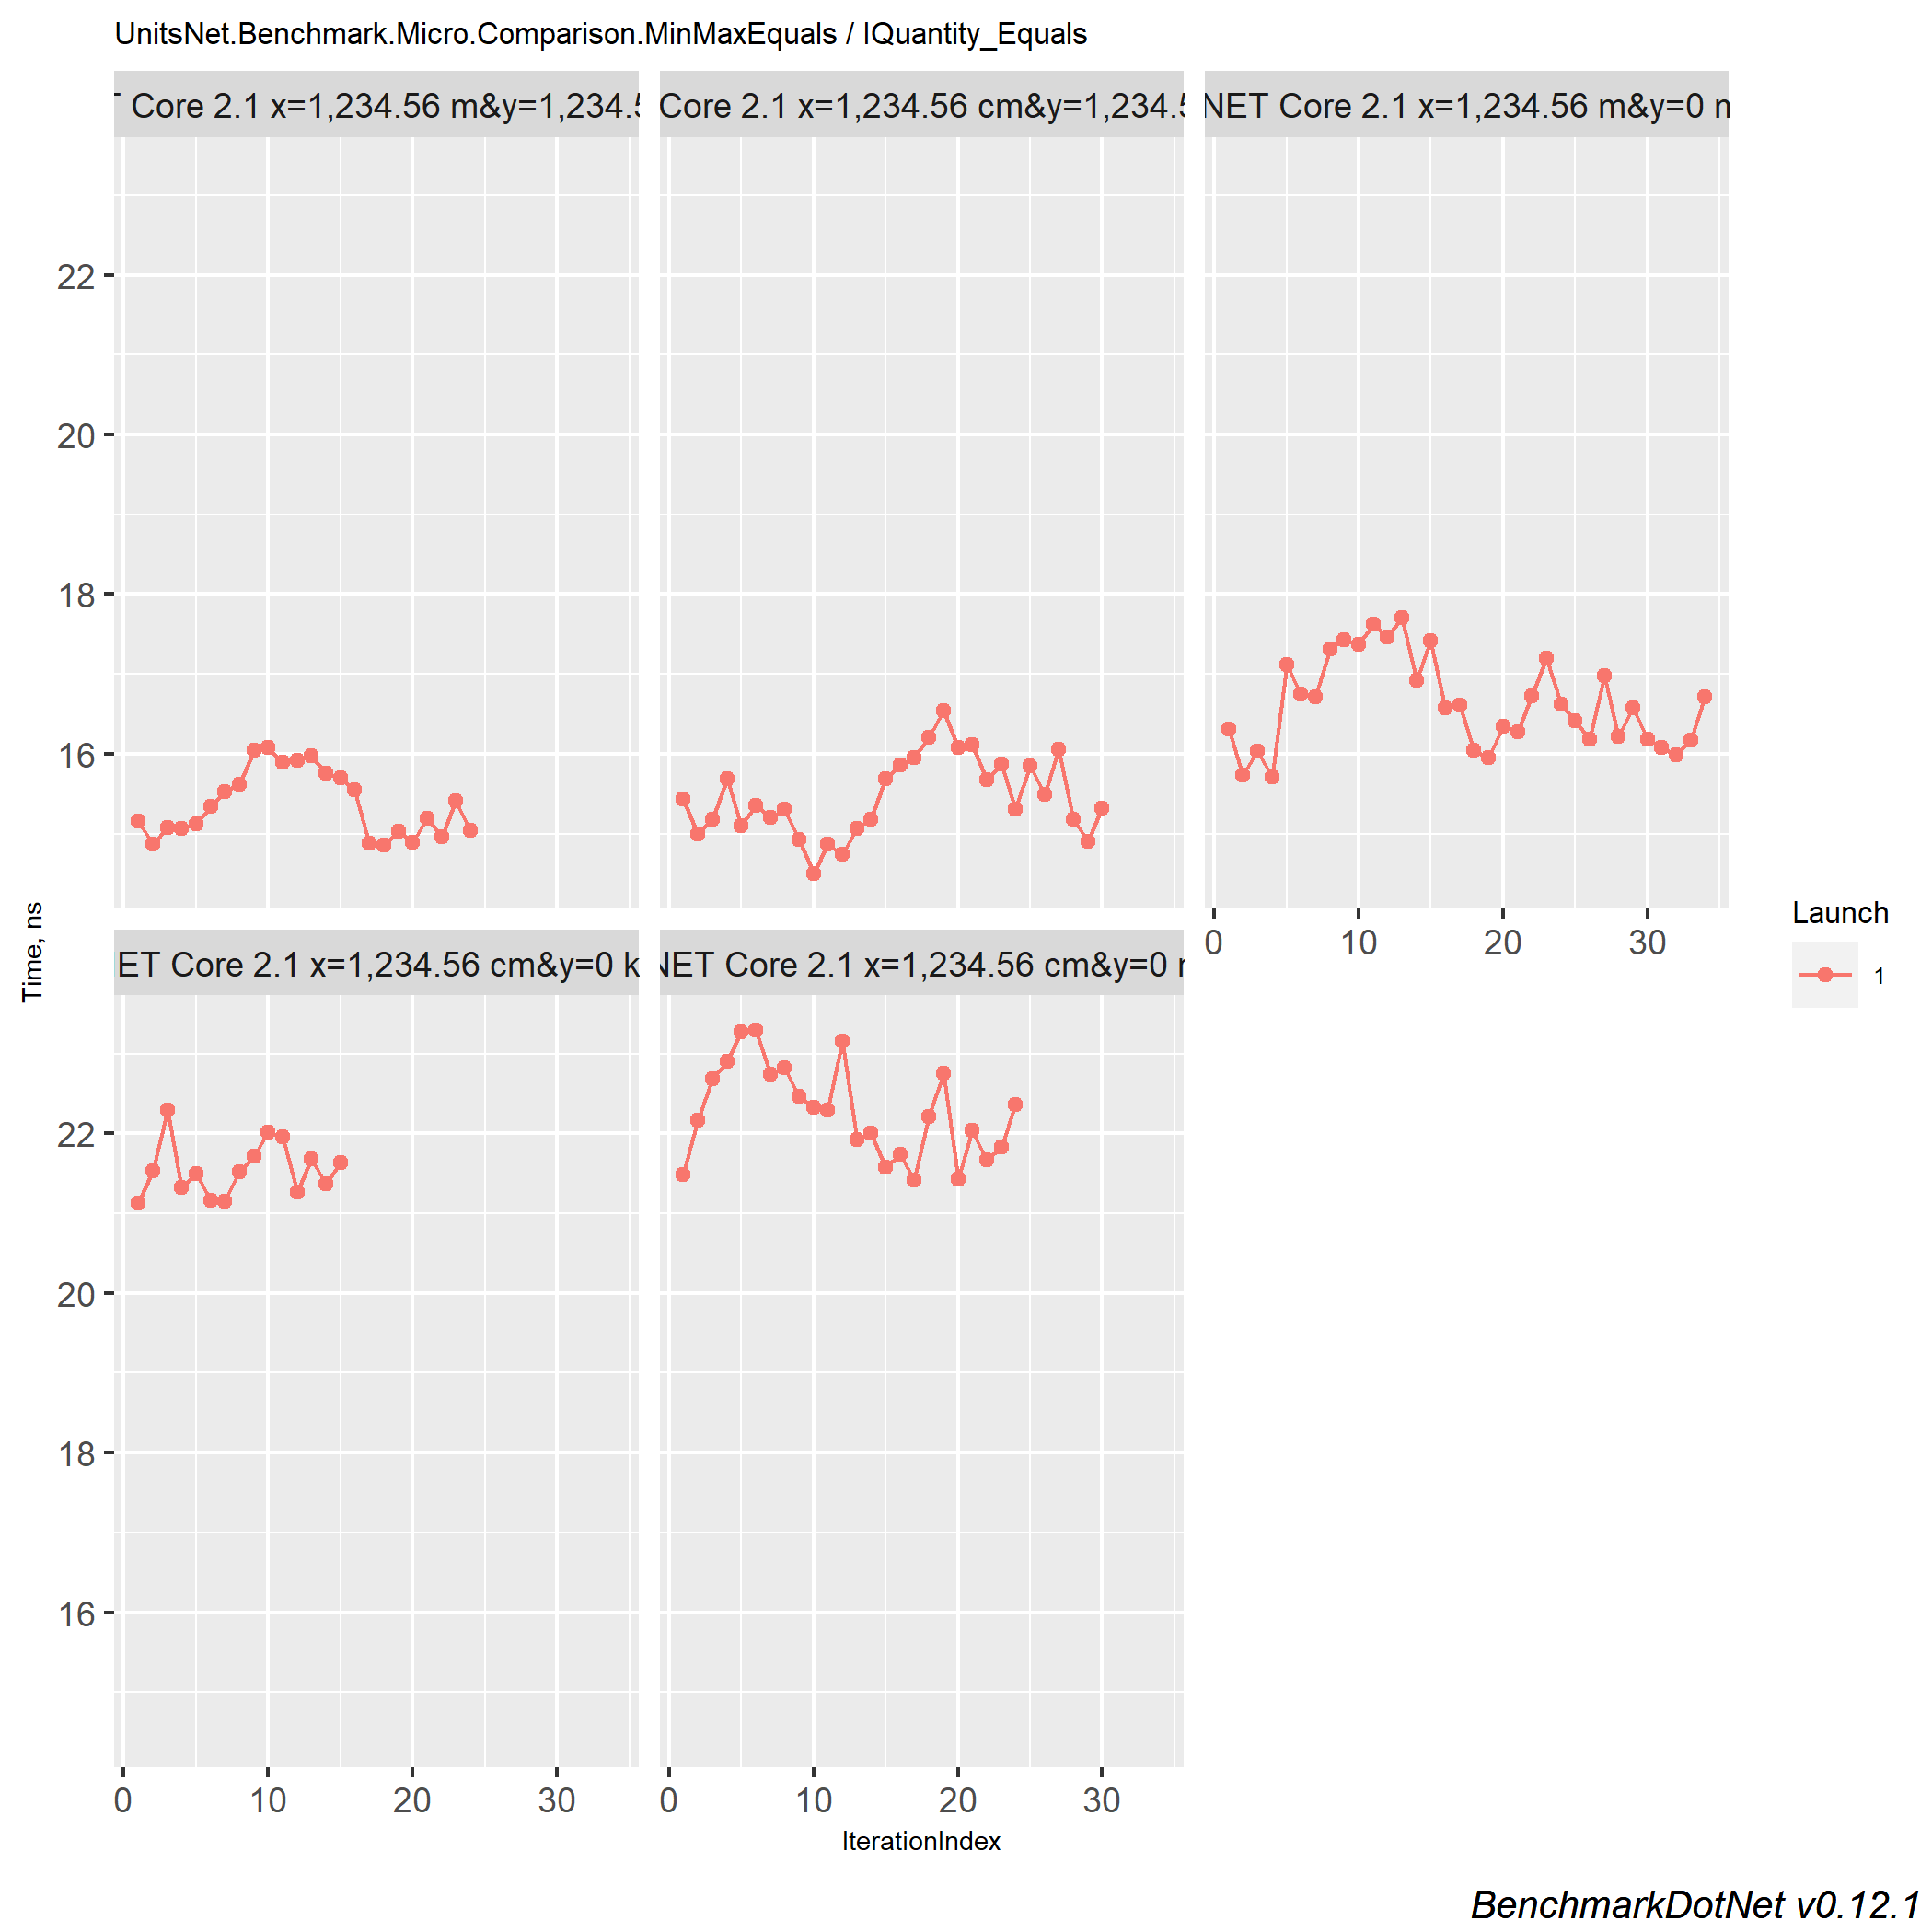 UnitsNet.Benchmark.Micro.Comparison.MinMaxEquals / IQuantity_Equals
Core 2.1 x=1,234.56 m&y=1,234.5
Core 2.1 x=1,234.56 cm&y=1,234.5
NET Core 2.1 x=1,234.56 m&y=0
22
20
18
16
0 10 20 30
Time, ns
Launch
1
ET Core 2.1 x=1,234.56 cm&y=0 k
NET Core 2.1 x=1,234.56 cm&y=0
22
20
18
16
0 10 20 30
0 10 20 30
IterationIndex
BenchmarkDotNet v0.12.1